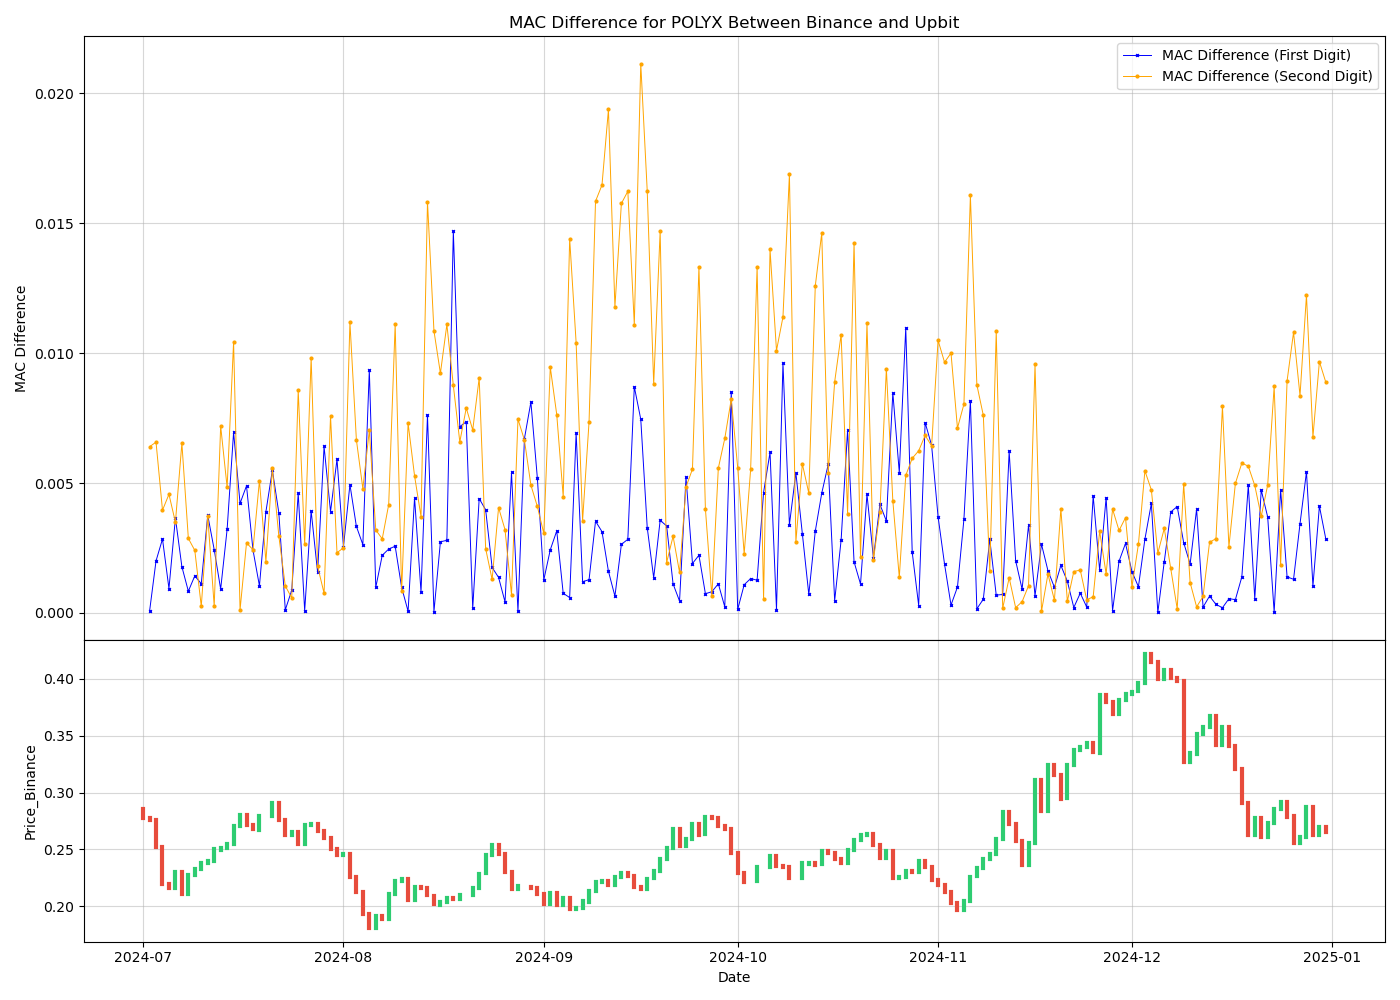 MAC Difference for POLYX Between Binance and Upbit
MAC Difference (First Digit)
MAC Difference (Second Digit)
MAC Difference
0.020
0.015
0.010
0.005
0.000
Price_Binance
0.40
0.35
0.30
0.25
0.20
2024-07
2024-08
2024-09
2024-10
2024-11
2024-12
2025-01
Date